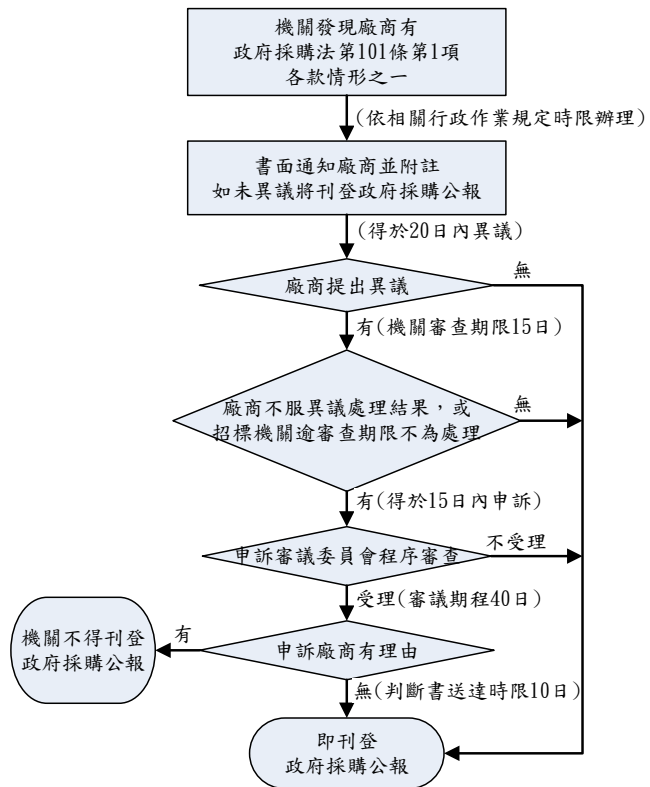 機關發現廠商有
政府採購法第101條第1項
各款情形之一
(依相關行政作業規定時限辦理)
書面通知廠商並附註
如未異議將刊登政府採購公報
(得於20日內異議)
廠商提出異議
無
有(機關審查期限15日)
廠商不服異議處理結果，或
招標機關逾審查期限不為處理
無
有(得於15日內申訴)
申訴審議委員會程序審查
不受理
受理(審議期程40日)
機關不得刊登
政府採購公報
有
申訴廠商有理由
無(判斷書送達時限10日)
即刊登
政府採購公報